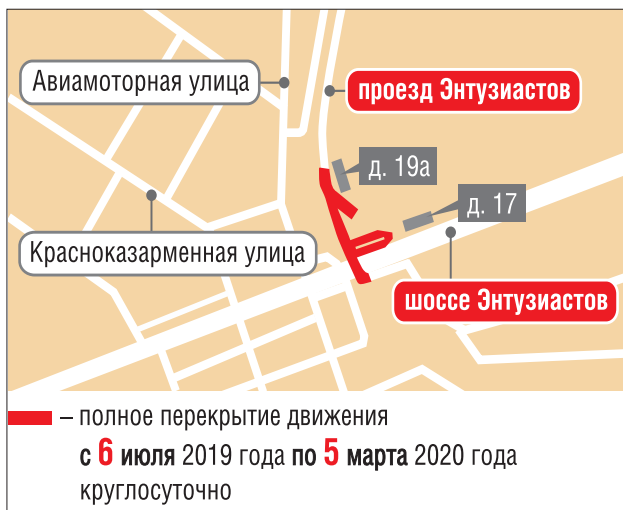 Авиамоторная улица
проезд Энтузиастов
д. 19а
д. 17
Красноказарменная улица
шоссе Энтузиастов
– полное перекрытие движения
с 6 июля 2019 года по 5 марта 2020 года
круглосуточно